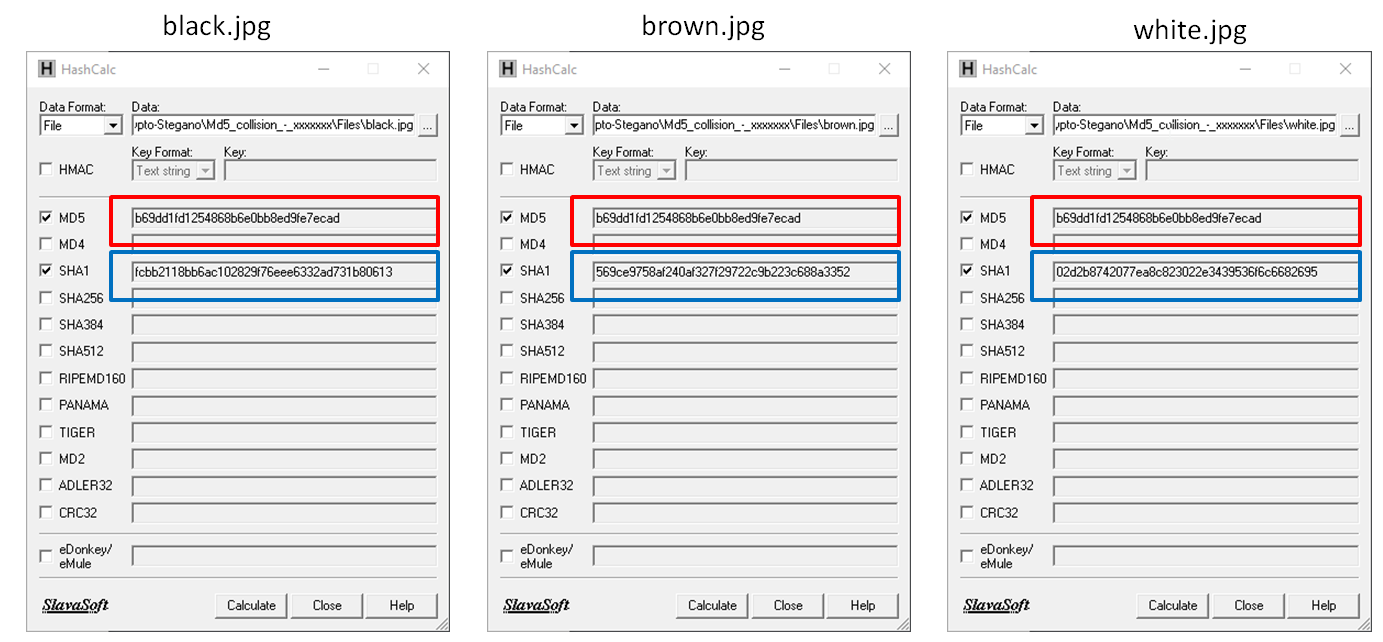 black.jpg
HashCalc
Data Format: Data:
File ypto-Stegano\Md5_collision_-_xxxxxxx\Files\black.jpg ...
Key Format: Key:
HMAC Text string
MD5 b69dd1fd1254868b6e0bb8ed9fe7ecad
MD4
SHA1 fcbb2118bb6ac102829f76eee6332ad731b80613
SHA256
SHA384
SHA512
RIPEMD160
PANAMA
TIGER
MD2
ADLER32
CRC32
eDonkey/
eMule
SlavaSoft Calculate Close Help
brown.jpg
HashCalc
Data Format: Data:
File pto-Stegano\Md5_collision_-_xxxxxxx\Files\brown.jpg ...
Key Format: Key:
HMAC Text string
MD5 b69dd1fd1254868b6e0bb8ed9fe7ecad
MD4
SHA1 569ce9758af240af327f29722c9b223c688a3352
SHA256
SHA384
SHA512
RIPEMD160
PANAMA
TIGER
MD2
ADLER32
CRC32
eDonkey/
eMule
SlavaSoft Calculate Close Help
white.jpg
HashCalc
Data Format: Data:
File ypto-Stegano\Md5_collision_-_xxxxxxx\Files\white.jpg ...
Key Format: Key:
HMAC Text string
MD5 b69dd1fd1254868b6e0bb8ed9fe7ecad
MD4
SHA1 02d2b8742077ea8c823022e3439536f6c6682695
SHA256
SHA384
SHA512
RIPEMD160
PANAMA
TIGER
MD2
ADLER32
CRC32
eDonkey/
eMule
SlavaSoft Calculate Close Help